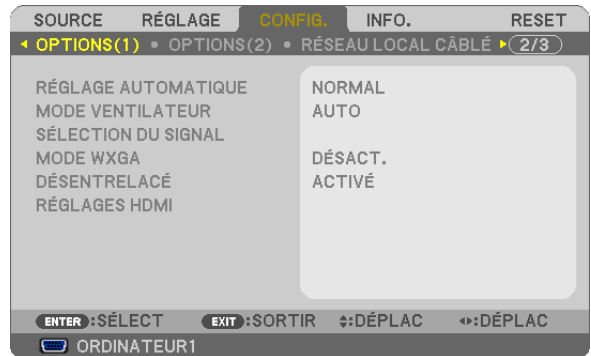 SOURCE RÉGLAGE CONFIG. INFO. RESET
OPTIONS(1) • OPTIONS(2) • RÉSEAU LOCAL CÂBLÉ 2/3
RÉGLAGE AUTOMATIQUE NORMAL
MODE VENTILATEUR AUTO
SÉLECTION DU SIGNAL
MODE WXGA DÉSACT.
DÉSENTRELACÉ ACTIVÉ
RÉGLAGES HDMI
ENTER :SÉLECT EXIT :SORTIR :DÉPLAC :DÉPLAC
ORDINATEUR1